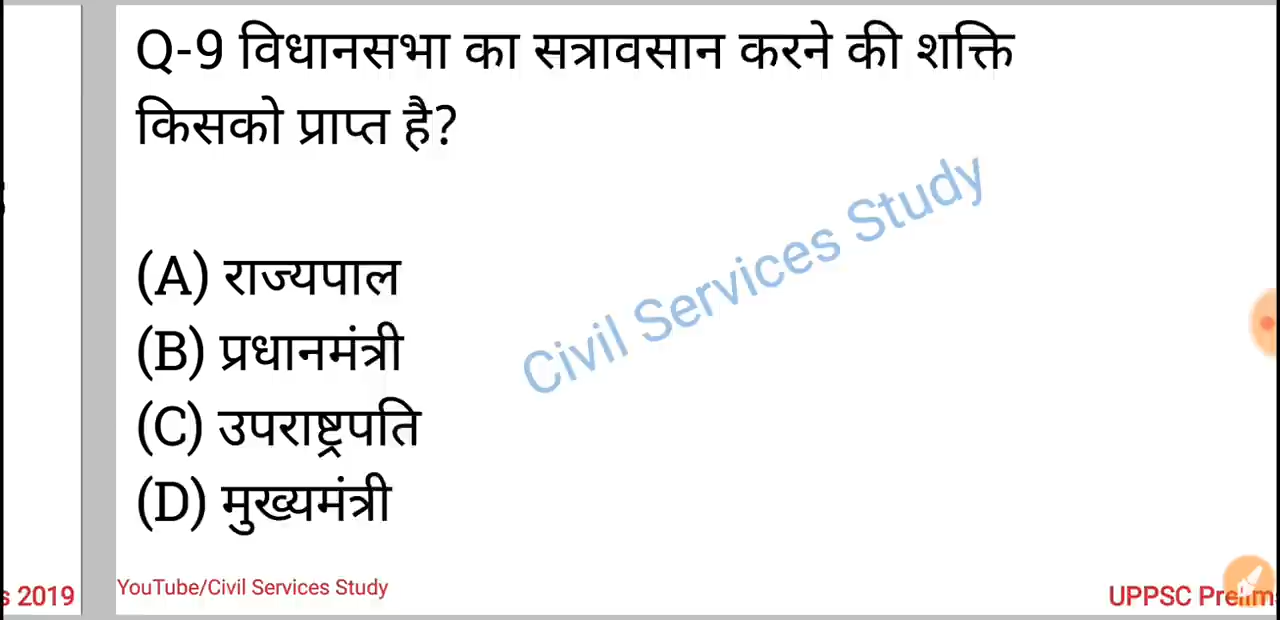 Q-9 विधानसभा का सत्रावसान करने की शक्ति
किसको प्राप्त है?
(A) राज्यपाल
(B) प्रधानमंत्री
(C) उपराष्ट्रपति
(D) मुख्यमंत्री
Civil Services Study
s 2019
YouTube/Civil Services Study
UPPSC Prelim